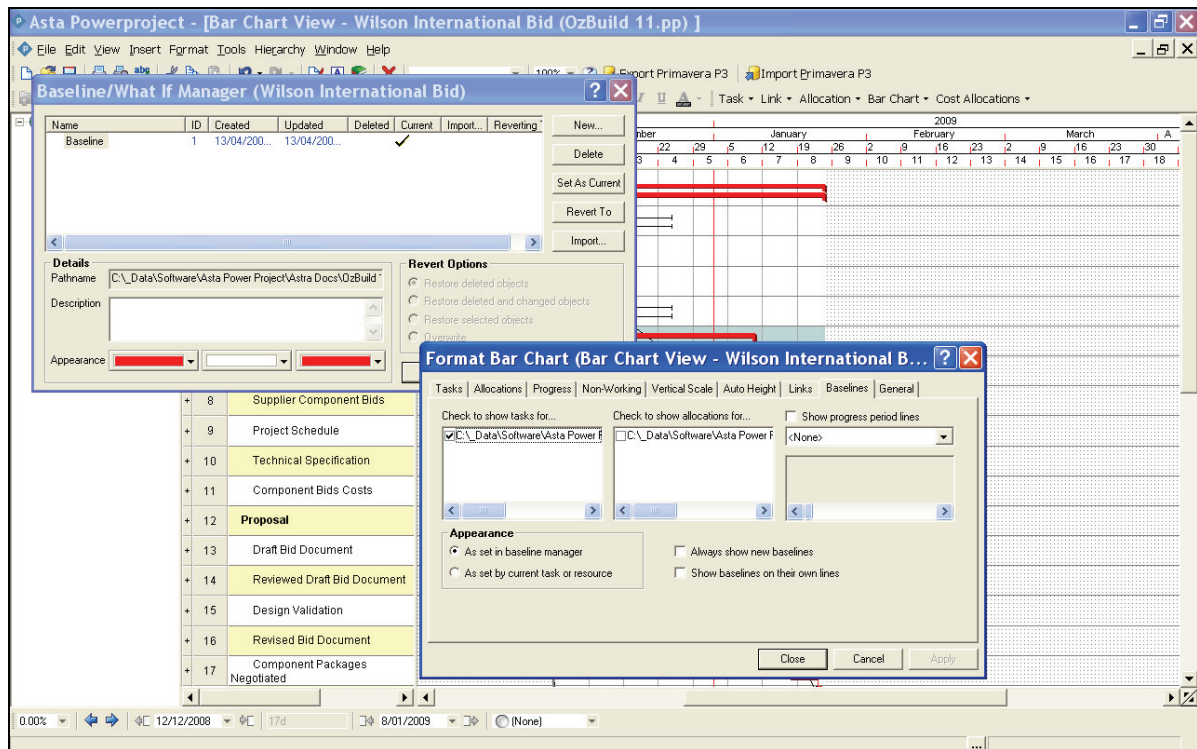 Asta Powerproject - [Bar Chart View - Wilson International Bid (OzBuild 11.pp) ]
File Edit View Insert Format Tools Hierarchy Window Help
100% Export Primavera P3 Import Primavera P3
Task Link Allocation Bar Chart Cost Allocations
Baseline/What If Manager (Wilson International Bid)
Name ID Created Updated Deleted Current Import... Reverting
Baseline 1 13/04/200... 13/04/200...
New...
Delete
Set As Current
Revert To
Import...
Details
Pathname C:\_Data\Software\Asta Power Project\Astra Docs\OzBuild
Description
Appearance
Revert Options
Restore deleted objects
Restore deleted and changed objects
Restore selected objects
Overwrite
2009
January February March A
22 29 5 12 19 26 2 9 16 23 2 9 16 23 30
3 4 5 6 7 8 9 10 11 12 13 14 15 16 17 18
Format Bar Chart (Bar Chart View - Wilson International B...
Tasks Allocations Progress Non-Working Vertical Scale Auto Height Links Baselines General
Check to show tasks for...
C:\_Data\Software\Asta Power
Check to show allocations for...
C:\_Data\Software\Asta Power
Show progress period lines
<None>
Appearance
As set in baseline manager
As set by current task or resource
Always show new baselines
Show baselines on their own lines
Close Cancel Apply
8 Supplier Component Bids
9 Project Schedule
10 Technical Specification
11 Component Bids Costs
12 Proposal
13 Draft Bid Document
14 Reviewed Draft Bid Document
15 Design Validation
16 Revised Bid Document
17 Component Packages
Negotiated
0.00% 12/12/2008 17d 8/01/2009 (None)